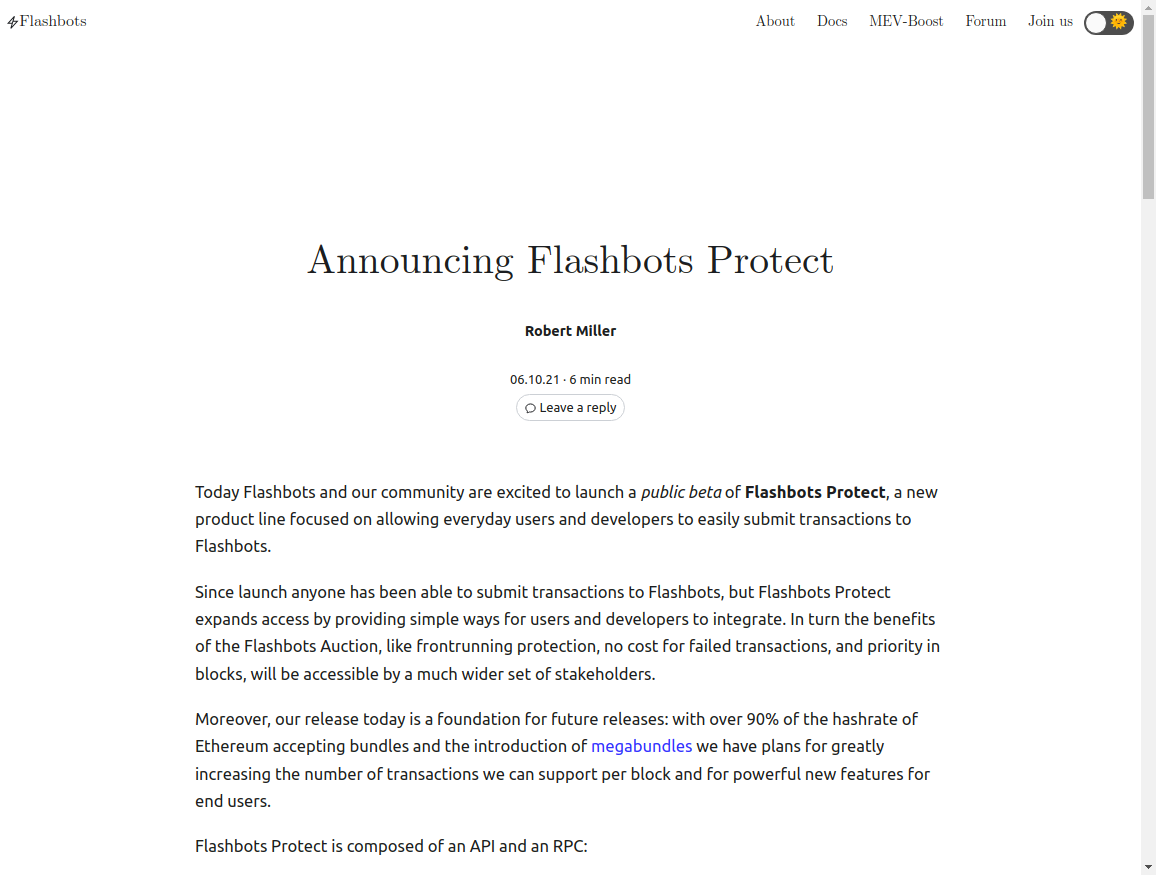 Flashbots
About Docs MEV-Boost Forum Join us
Announcing Flashbots Protect
Robert Miller
06.10.21 · 6 min read
Leave a reply
Today Flashbots and our community are excited to launch a public beta of Flashbots Protect, a new
product line focused on allowing everyday users and developers to easily submit transactions to
Flashbots.
Since launch anyone has been able to submit transactions to Flashbots, but Flashbots Protect
expands access by providing simple ways for users and developers to integrate. In turn the benefits
of the Flashbots Auction, like frontrunning protection, no cost for failed transactions, and priority in
blocks, will be accessible by a much wider set of stakeholders.
Moreover, our release today is a foundation for future releases: with over 90% of the hashrate of
Ethereum accepting bundles and the introduction of megabundles we have plans for greatly
increasing the number of transactions we can support per block and for powerful new features for
end users.
Flashbots Protect is composed of an API and an RPC: